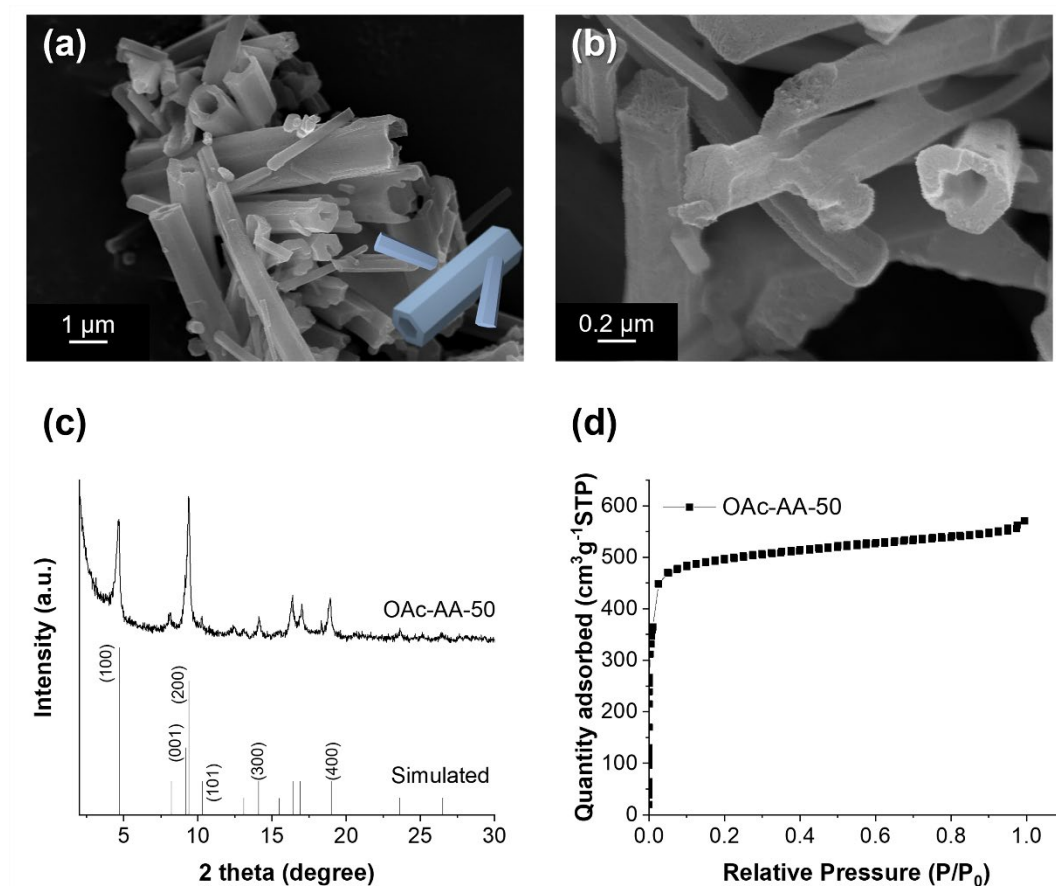 (a)
1 µm
(b)
0.2 µm
(c)
Intensity (a.u.)
OAc-AA-50
(100)
(001)
(200)
(101)
(300)
(400)
Simulated
5 10 15 20 25 30
2 theta (degree)
(d)
Quantity adsorbed (cm³g⁻¹STP)
600
500
400
300
200
100
0
OAc-AA-50
0.0 0.2 0.4 0.6 0.8 1.0
Relative Pressure (P/P₀)